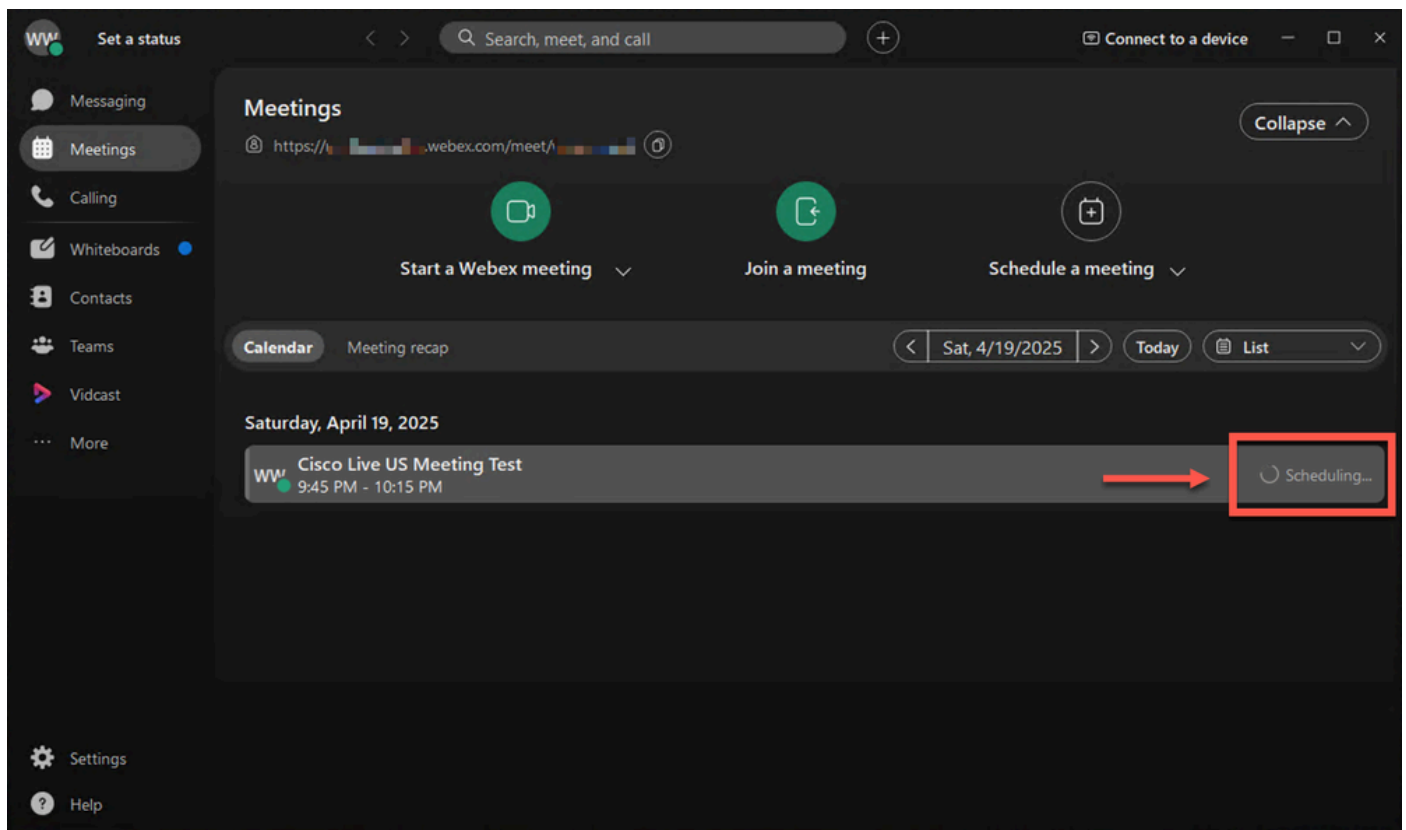 WW Set a status
Search, meet, and call
Connect to a device
Messaging
Meetings
Calling
Whiteboards
Contacts
Teams
Vidcast
More
Settings
Help
Meetings
Collapse
https:// .webex.com/meet/
Start a Webex meeting
Join a meeting
Schedule a meeting
Calendar
Meeting recap
Sat, 4/19/2025
Today
List
Saturday, April 19, 2025
WW Cisco Live US Meeting Test
9:45 PM - 10:15 PM
Scheduling...